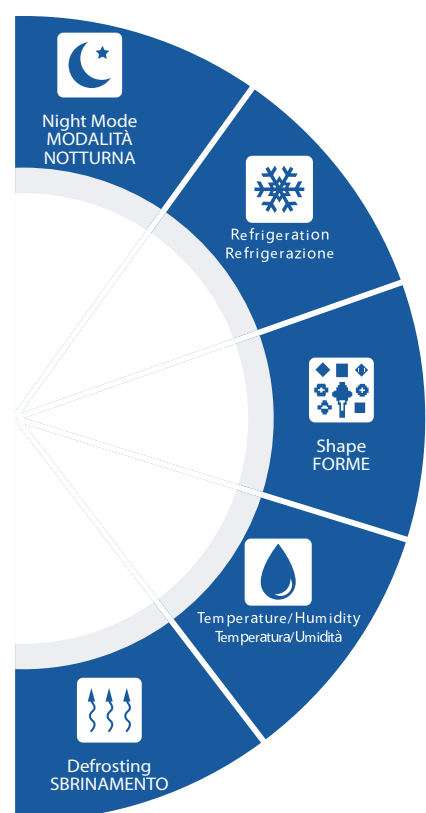 Night Mode
MODALITÀ
NOTTURNA
Refrigeration
Refrigerazione
Shape
FORME
Temperature/Humidity
Temperatura/Umidità
Defrosting
SBRINAMENTO